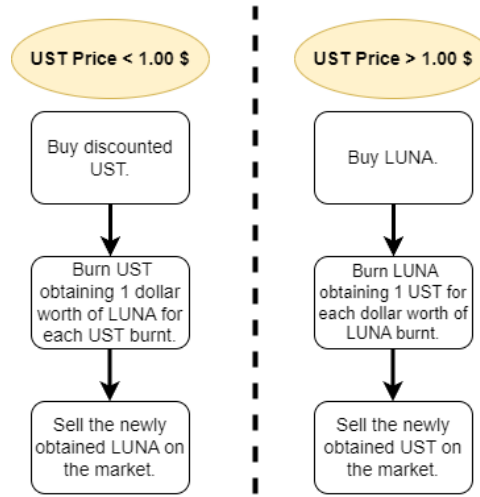 UST Price < 1.00 $
Buy discounted
UST.
Burn UST
obtaining 1 dollar
worth of LUNA for
each UST burnt.
Sell the newly
obtained LUNA on
the market.
UST Price > 1.00 $
Buy LUNA.
Burn LUNA
obtaining 1 UST for
each dollar worth of
LUNA burnt.
Sell the newly
obtained UST on
the market.